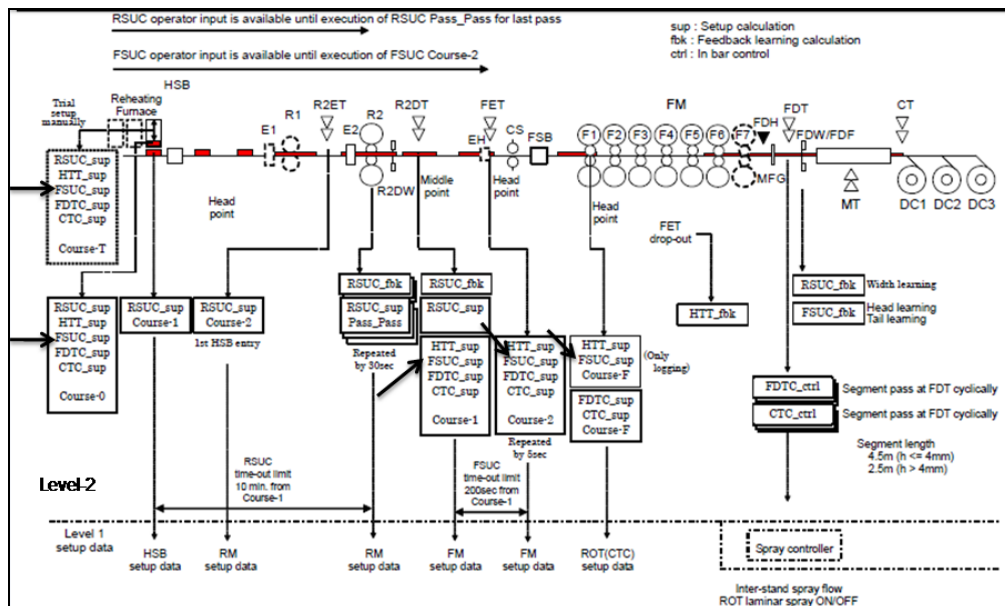 RSUC operator input is available until execution of RSUC Pass_Pass for last pass
FSUC operator input is available until execution of FSUC Course-2
sup : Setup calculation
fbk : Feedback learning calculation
ctrl : In bar control
HSB
Trial
setup
manually
Reheating
Furnace
E1
R1
R2ET
E2
R2
R2DT
FET
EH
CS
FSB
FM
F1
F2
F3
F4
F5
F6
F7
FDH
FDT
FDW/FDF
CT
R2DW
MFG
MT
DC1
DC2
DC3
RSUC_sup
HTT_sup
FSUC_sup
FDTC_sup
CTC_sup
Course-T
Head
point
Middle
point
Head
point
Head
point
FET
drop-out
RSUC_sup
HTT_sup
FSUC_sup
FDTC_sup
CTC_sup
Course-0
RSUC_sup
Course-1
RSUC_sup
Course-2
1st HSB entry
RSUC_fbk
RSUC_sup
Pass_Pass
Repeated
by 30sec
RSUC_fbk
RSUC_sup
HTT_sup
FSUC_sup
FDTC_sup
CTC_sup
Course-1
HTT_sup
FSUC_sup
FDTC_sup
CTC_sup
Course-2
Repeated
by 5sec
HTT_sup
FSUC_sup
Course-F
(Only
logging)
FDTC_sup
CTC_sup
Course-F
HTT_fbk
RSUC_fbk
Width learning
FSUC_fbk
Head learning
Tail learning
FDTC_ctrl
Segment pass at FDT cyclically
CTC_ctrl
Segment pass at FDT cyclically
Segment length
4.5m (h <= 4mm)
2.5m (h > 4mm)
RSUC
time-out limit
10 min. from
Course-1
FSUC
time-out limit
200sec from
Course-1
Level-2
Level 1
setup data
HSB
setup data
RM
setup data
RM
setup data
FM
setup data
FM
setup data
ROT(CTC)
setup data
Spray controller
Inter-stand spray flow
ROT laminar spray ON/OFF